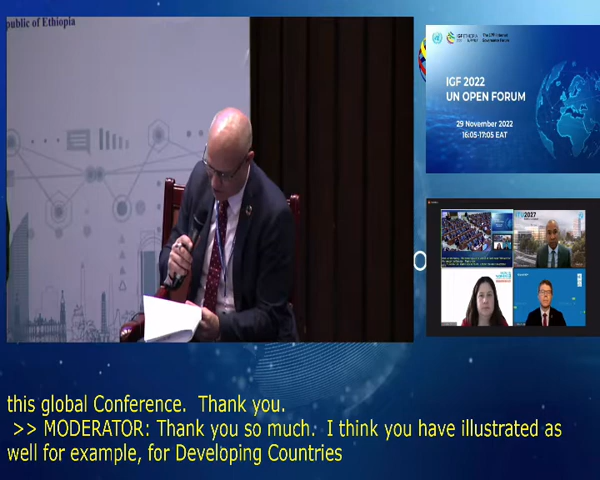 public of Ethiopia
IGF 2022
UN OPEN FORUM
29 November 2022
16:05-17:05 EAT
this global Conference.  Thank you.
>> MODERATOR: Thank you so much.  I think you have illustrated as
well for example, for Developing Countries